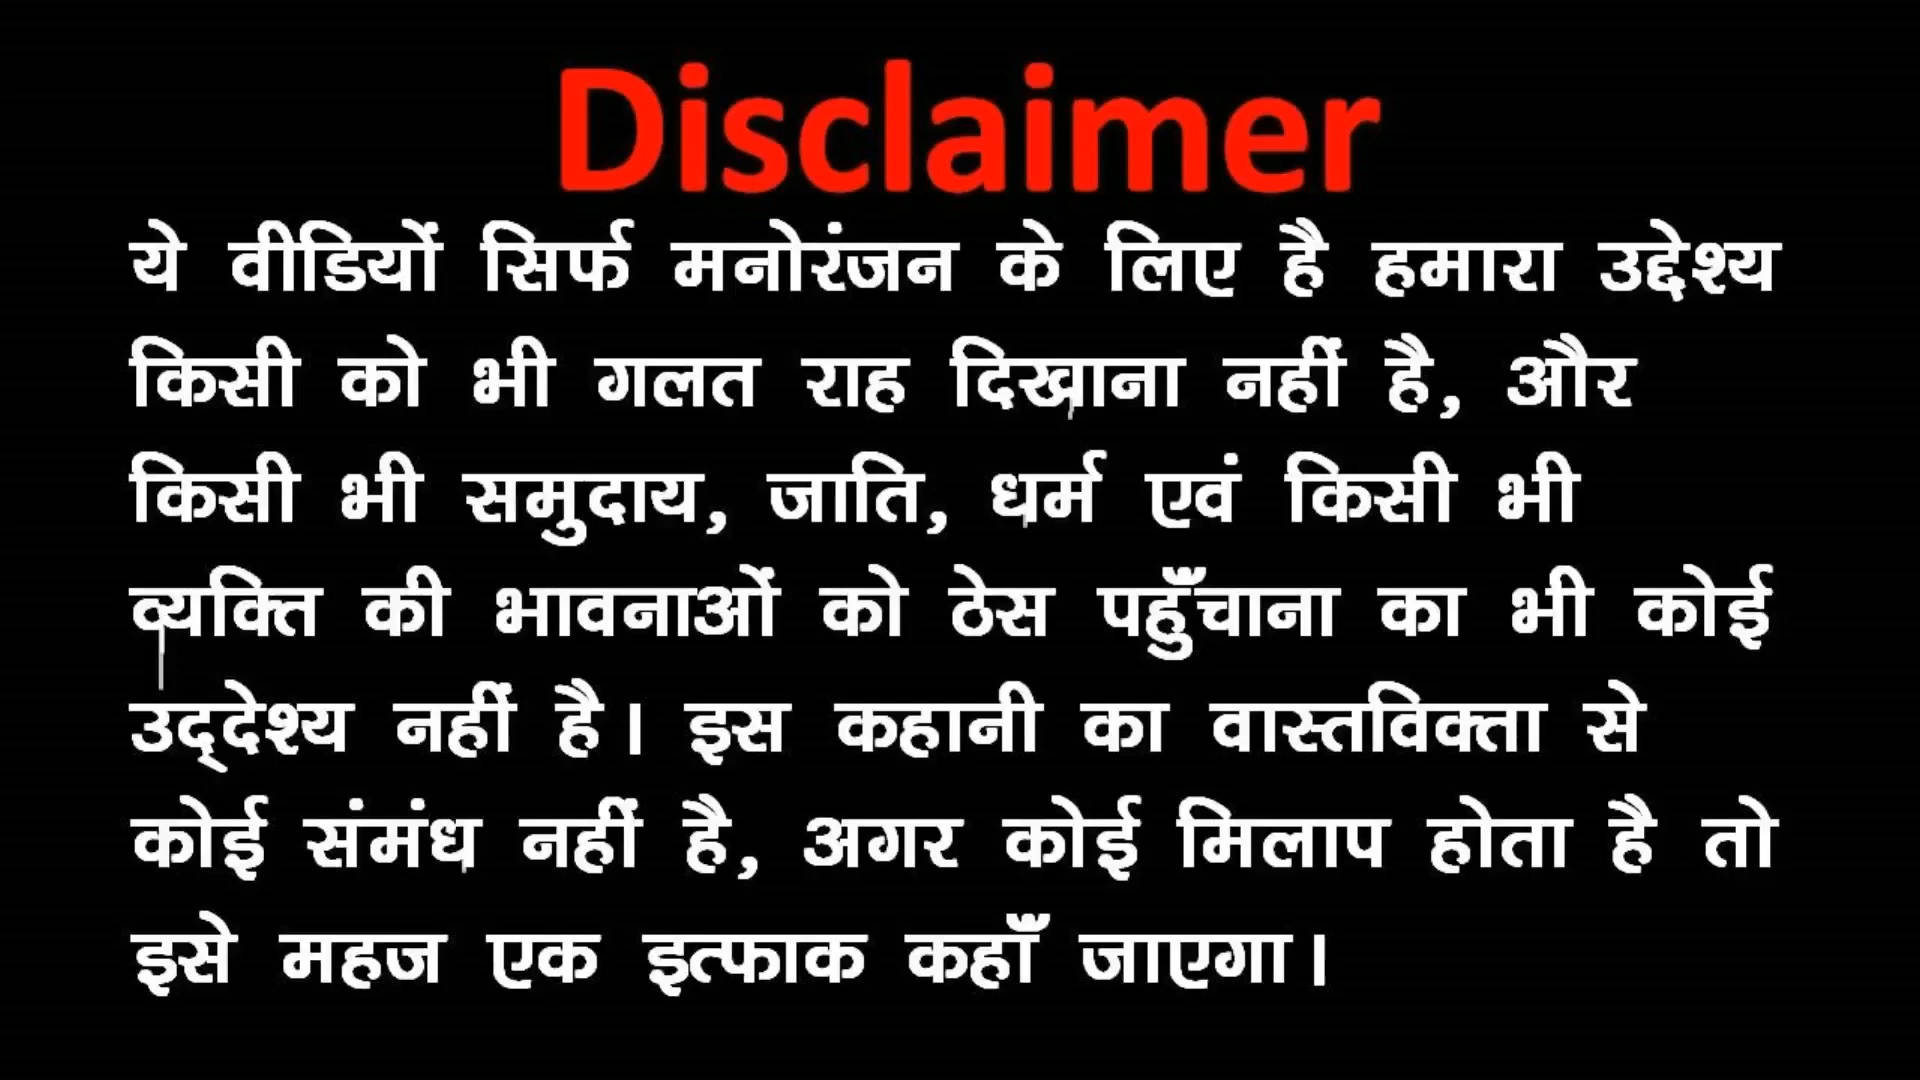 Disclaimer
ये वीडियों सिर्फ मनोरंजन के लिए है हमारा उद्देश्य
किसी को भी गलत राह दिखाना नहीं है, और
किसी भी समुदाय, जाति, धर्म एवं किसी भी
व्यक्ति की भावनाओं को ठेस पहुँचाना का भी कोई
उद्‌देश्य नहीं है। इस कहानी का वास्तविक्ता से
कोई संमंध नहीं है, अगर कोई मिलाप होता है तो
इसे महज एक इत्फाक कहाँ जाएगा।